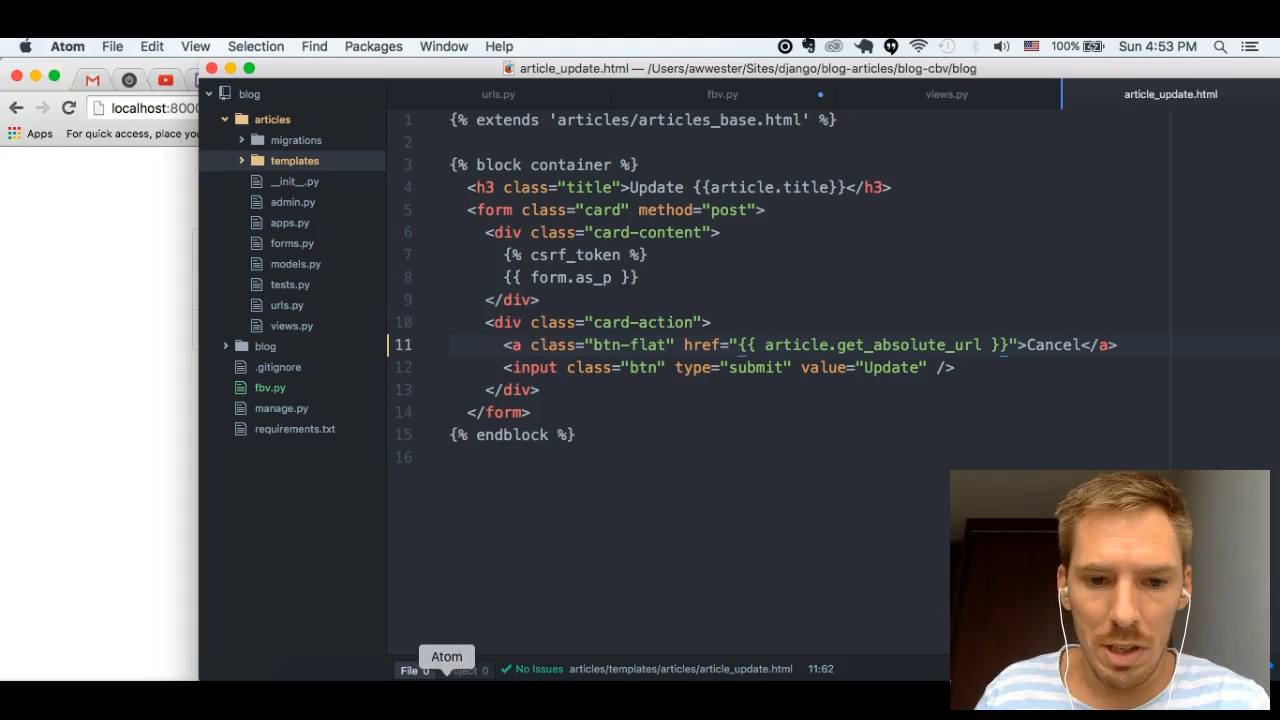 Atom File Edit View Selection Find Packages Window Help 100% Sun 4:53 PM
article_update.html — /Users/awwester/Sites/django/blog-articles/blog-cbv/blog
localhost:8000
Apps For quick access, place you
blog
articles
migrations
templates
__init__.py
admin.py
apps.py
forms.py
models.py
tests.py
urls.py
views.py
blog
.gitignore
fbv.py
manage.py
requirements.txt
urls.py fbv.py views.py article_update.html
1 {% extends 'articles/articles_base.html' %}
2
3 {% block container %}
4 <h3 class="title">Update {{article.title}}</h3>
5 <form class="card" method="post">
6 <div class="card-content">
7 {% csrf_token %}
8 {{ form.as_p }}
9 </div>
10 <div class="card-action">
11 <a class="btn-flat" href="{{ article.get_absolute_url }}">Cancel</a>
12 <input class="btn" type="submit" value="Update" />
13 </div>
14 </form>
15 {% endblock %}
16
Atom
File 0 Project 0 No Issues articles/templates/articles/article_update.html 11:62